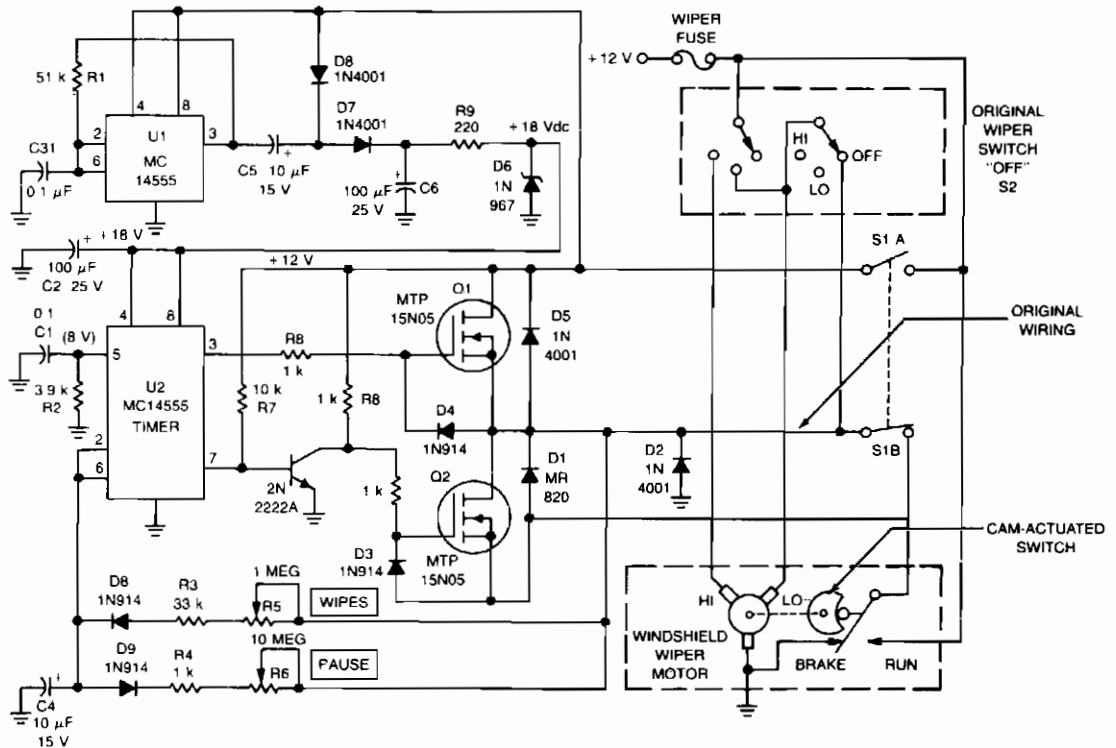 WIPER
FUSE
+ 12 V
D8
1N4001
51 k
R1
4
8
D7
1N4001
R9
220
+ 18 Vdc
ORIGINAL
WIPER
SWITCH
"OFF"
S2
HI
OFF
LO
2
6
U1
MC
14555
3
C31
0 1 µF
C5
10 µF
15 V
+
D6
1N
967
100 µF
25 V
+
C6
+
+ 18 V
100 µF
C2 25 V
+ 12 V
S1 A
Q1
MTP
15N05
D5
1N
4001
ORIGINAL
WIRING
4
8
0 1
C1
(8 V)
5
3
R8
1 k
3 9 k
R2
U2
MC14555
TIMER
10 k
R7
1 k
R8
D4
1N914
2
6
7
D2
1N
4001
S1B
2N
2222A
1 k
Q2
D1
MR
820
D3
1N914
MTP
15N05
CAM-ACTUATED
SWITCH
D8
1N914
R3
33 k
1 MEG
R5
WIPES
HI
LO
D9
1N914
R4
1 k
10 MEG
R6
PAUSE
WINDSHIELD
WIPER
MOTOR
BRAKE
RUN
+
C4
10 µF
15 V